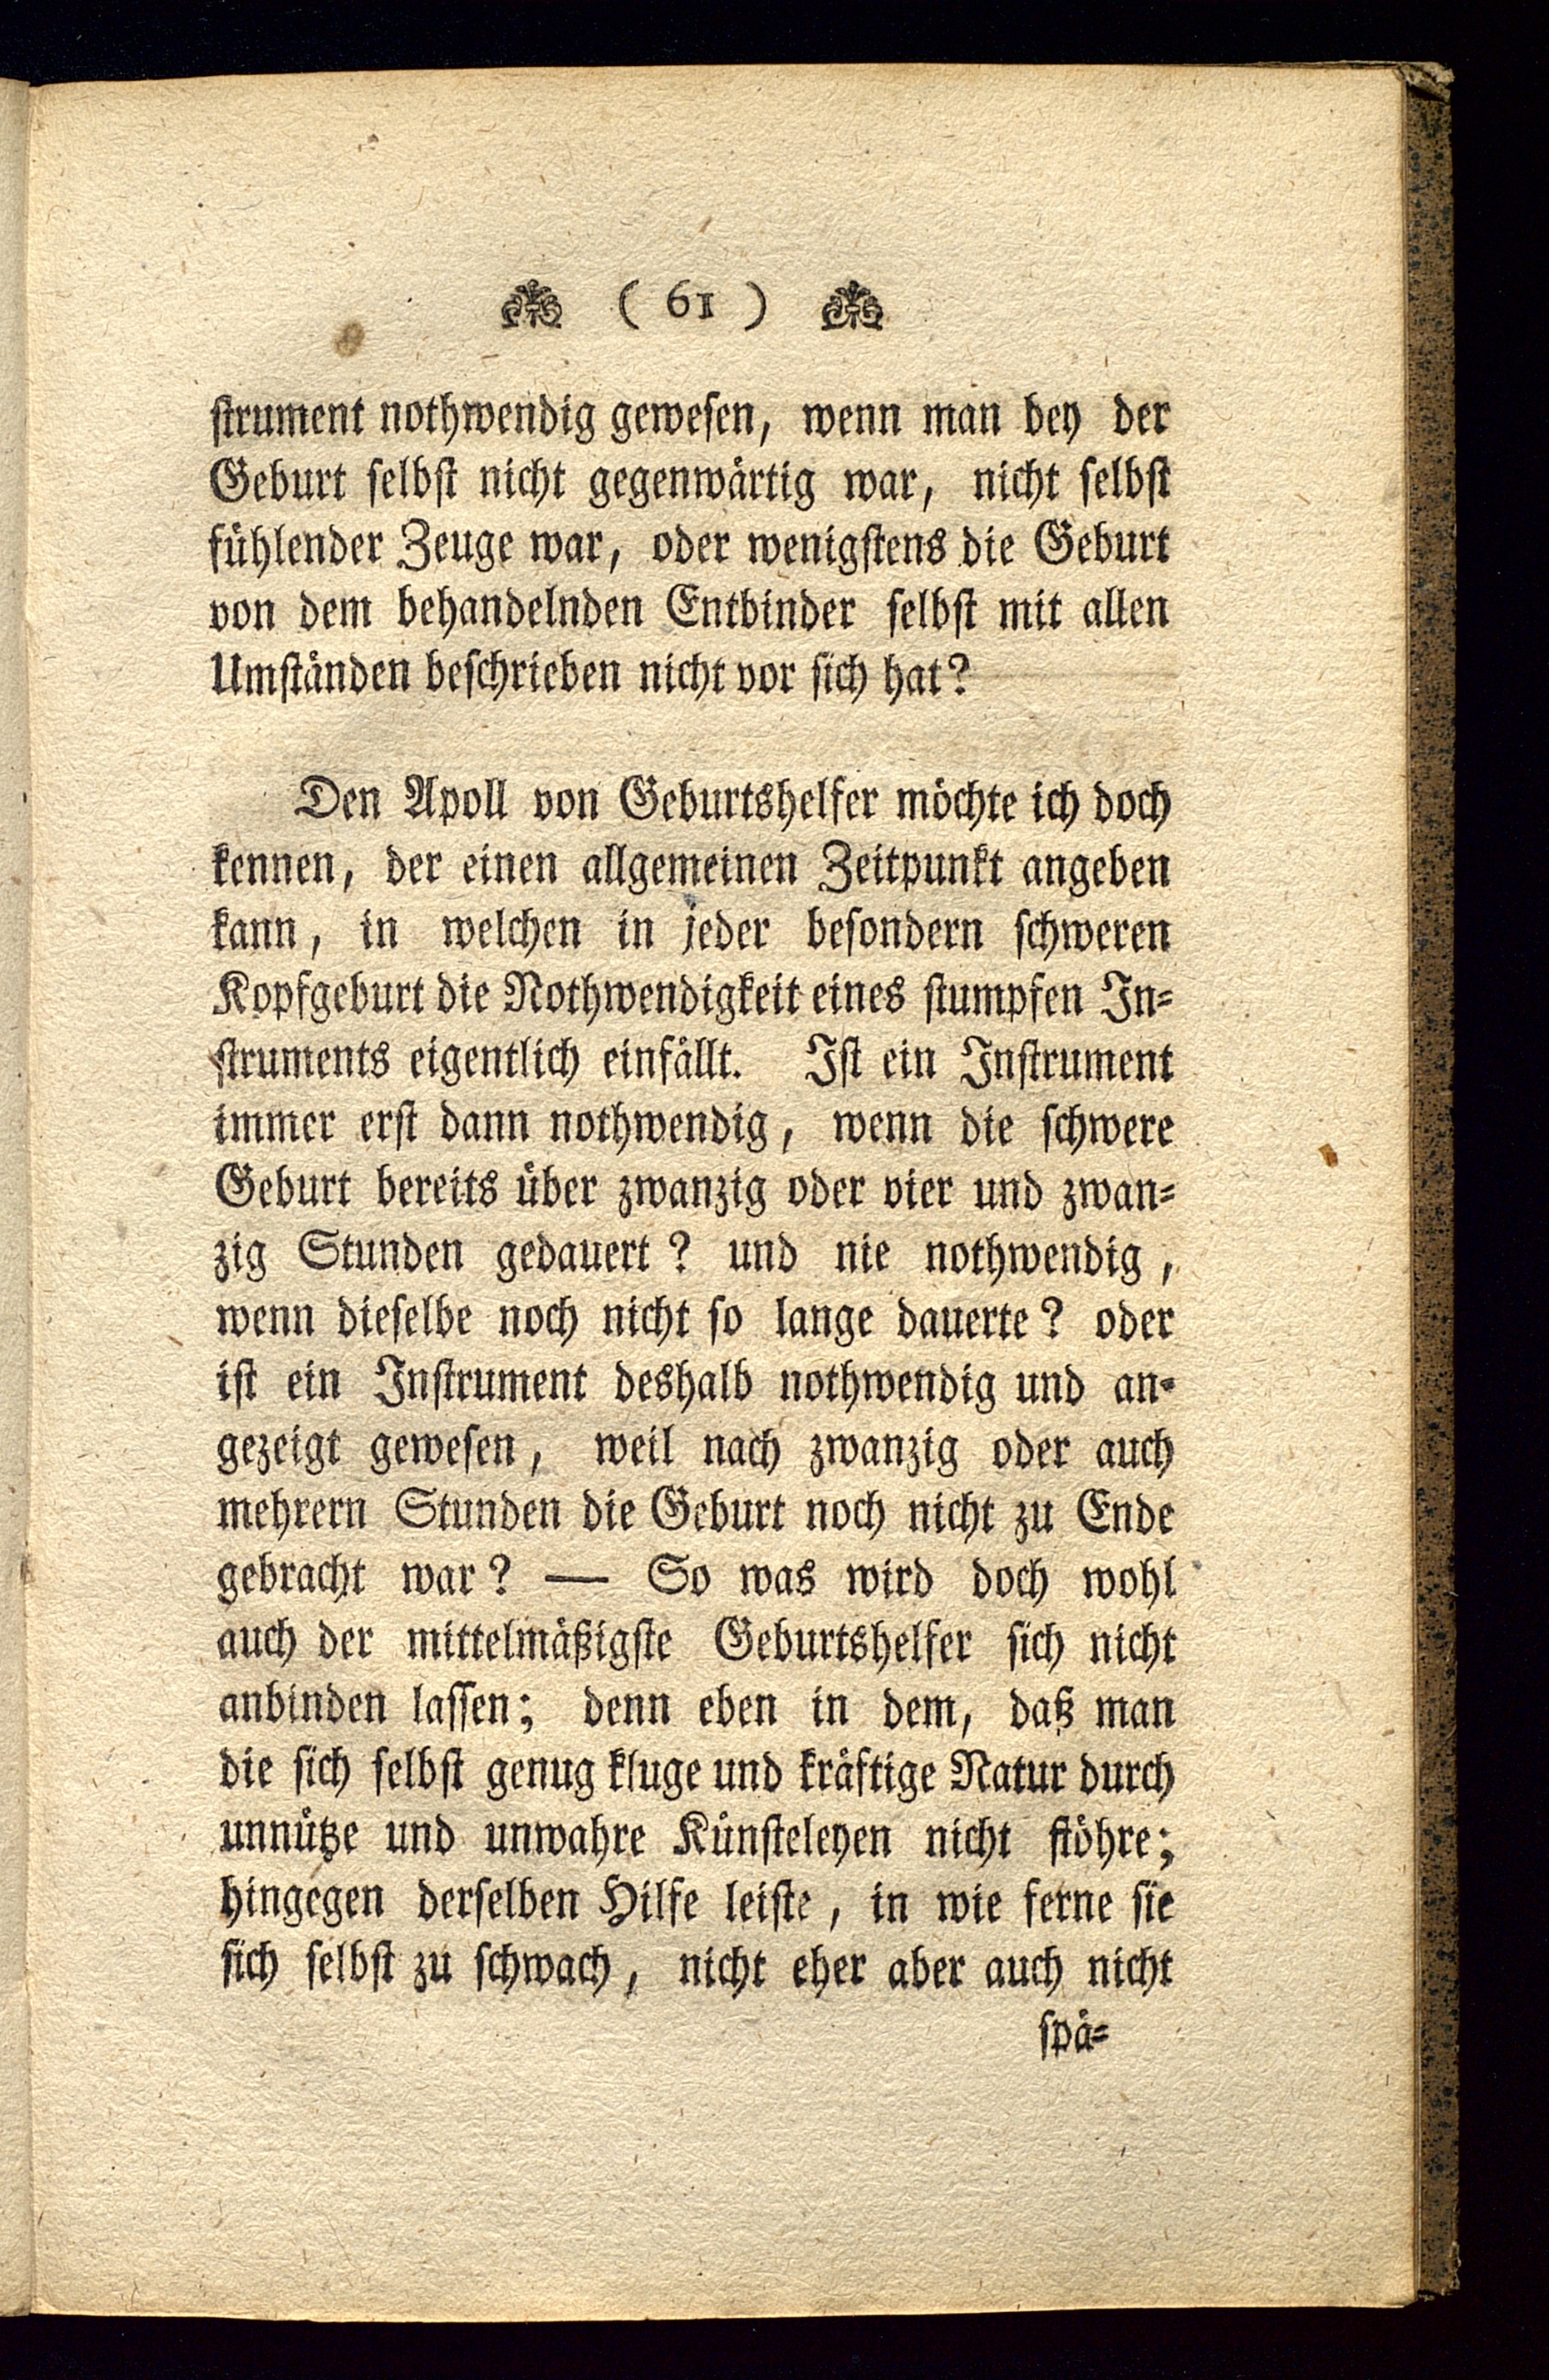 ( 61 )
strument nothwendig gewesen, wenn man bey der
Geburt selbst nicht gegenwärtig war, nicht selbst
fühlender Zeuge war, oder wenigstens die Geburt
von dem behandelnden Entbinder selbst mit allen
Umständen beschrieben nicht vor sich hat?
Den Apoll von Geburtshelfer möchte ich doch
kennen, der einen allgemeinen Zeitpunkt angeben
kann, in welchen in jeder besondern schweren
Kopfgeburt die Nothwendigkeit eines stumpfen In-
struments eigentlich einfällt. Ist ein Instrument
immer erst dann nothwendig, wenn die schwere
Geburt bereits über zwanzig oder vier und zwan-
zig Stunden gedauert? und nie nothwendig,
wenn dieselbe noch nicht so lange dauerte? oder
ist ein Instrument deshalb nothwendig und an-
gezeigt gewesen, weil nach zwanzig oder auch
mehrern Stunden die Geburt noch nicht zu Ende
gebracht war? — So was wird doch wohl
auch der mittelmäßigste Geburtshelfer sich nicht
anbinden lassen; denn eben in dem, daß man
die sich selbst genug kluge und kräftige Natur durch
unnütze und unwahre Künsteleyen nicht stöhre;
hingegen derselben Hilfe leiste, in wie ferne sie
sich selbst zu schwach, nicht eher aber auch nicht
spä-